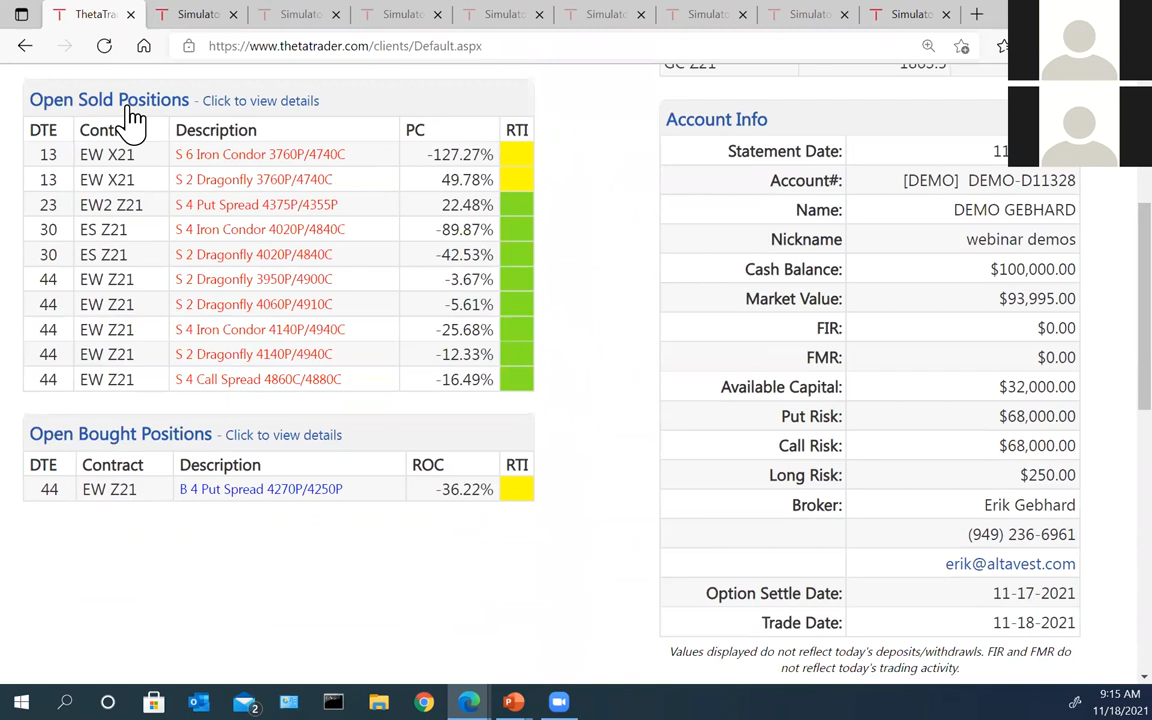 ThetaTra
Simulato
Simulato
Simulato
Simulato
Simulato
Simulato
Simulato
Simulato
https://www.thetatrader.com/clients/Default.aspx
Open Sold Positions - Click to view details
DTE Contr Description PC RTI
13 EW X21 S 6 Iron Condor 3760P/4740C -127.27%
13 EW X21 S 2 Dragonfly 3760P/4740C 49.78%
23 EW2 Z21 S 4 Put Spread 4375P/4355P 22.48%
30 ES Z21 S 4 Iron Condor 4020P/4840C -89.87%
30 ES Z21 S 2 Dragonfly 4020P/4840C -42.53%
44 EW Z21 S 2 Dragonfly 3950P/4900C -3.67%
44 EW Z21 S 2 Dragonfly 4060P/4910C -5.61%
44 EW Z21 S 4 Iron Condor 4140P/4940C -25.68%
44 EW Z21 S 2 Dragonfly 4140P/4940C -12.33%
44 EW Z21 S 4 Call Spread 4860C/4880C -16.49%
Open Bought Positions - Click to view details
DTE Contract Description ROC RTI
44 EW Z21 B 4 Put Spread 4270P/4250P -36.22%
GC Z21 1863.5
Account Info
Statement Date: 11
Account#: [DEMO] DEMO-D11328
Name: DEMO GEBHARD
Nickname webinar demos
Cash Balance: $100,000.00
Market Value: $93,995.00
FIR: $0.00
FMR: $0.00
Available Capital: $32,000.00
Put Risk: $68,000.00
Call Risk: $68,000.00
Long Risk: $250.00
Broker: Erik Gebhard
(949) 236-6961
erik@altavest.com
Option Settle Date: 11-17-2021
Trade Date: 11-18-2021
Values displayed do not reflect today's deposits/withdrawls. FIR and FMR do
not reflect today's trading activity.
2
9:15 AM
11/18/2021